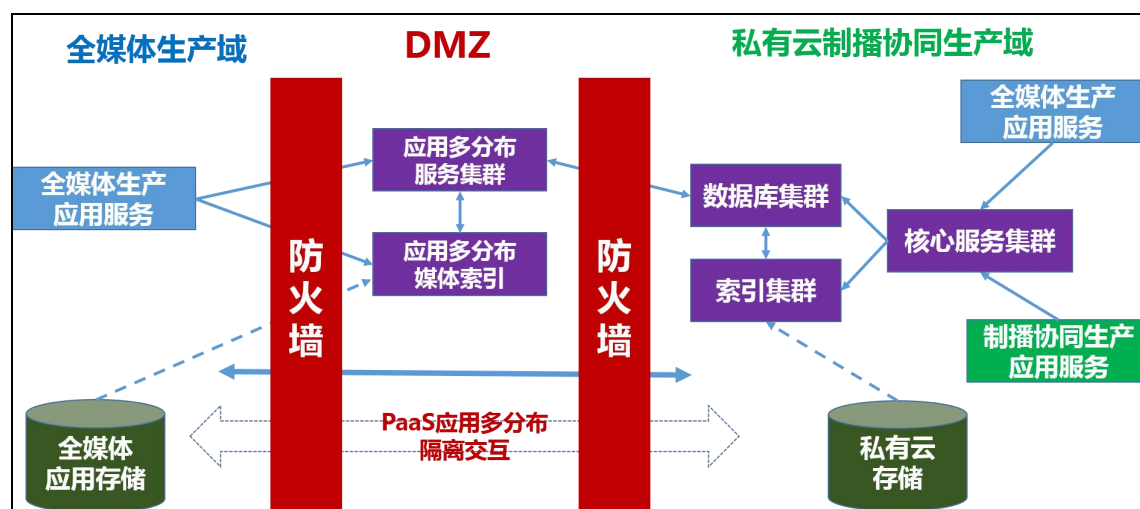 全媒体生产域
DMZ
私有云制播协同生产域
全媒体生产
应用服务
防
火
墙
应用多分布
服务集群
应用多分布
媒体索引
防
火
墙
数据库集群
索引集群
核心服务集群
全媒体生产
应用服务
制播协同生产
应用服务
PaaS应用多分布
隔离交互
全媒体
应用存储
私有云
存储